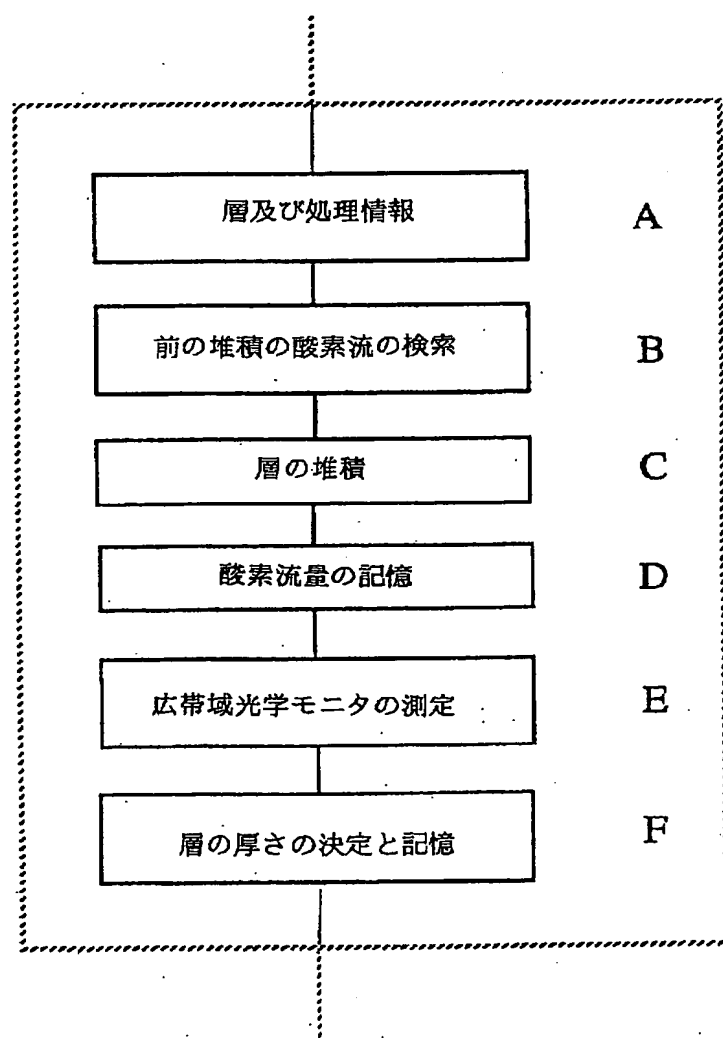 層及び処理情報 A
前の堆積の酸素流の検索 B
層の堆積 C
酸素流量の記憶 D
広帯域光学モニタの測定 E
層の厚さの決定と記憶 F